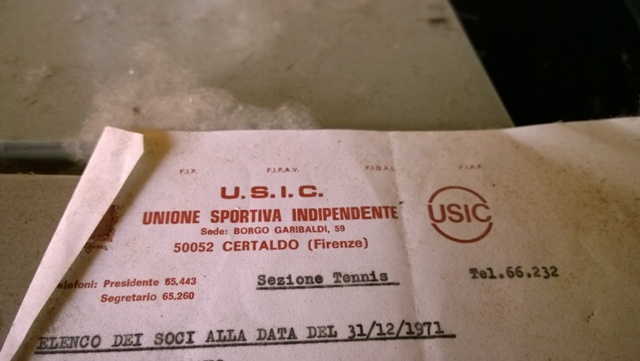 F.I.P. F.I.P.A.V. F.I.D.A.L.
U.S.I.C.
UNIONE SPORTIVA INDIPENDENTE
USIC
Sede: BORGO GARIBALDI, 59
50052 CERTALDO (Firenze)
Telefoni: Presidente 65.443
Segretario 65.260
Sezione Tennis
Tel.66.232
ELENCO DEI SOCI ALLA DATA DEL 31/12/1971